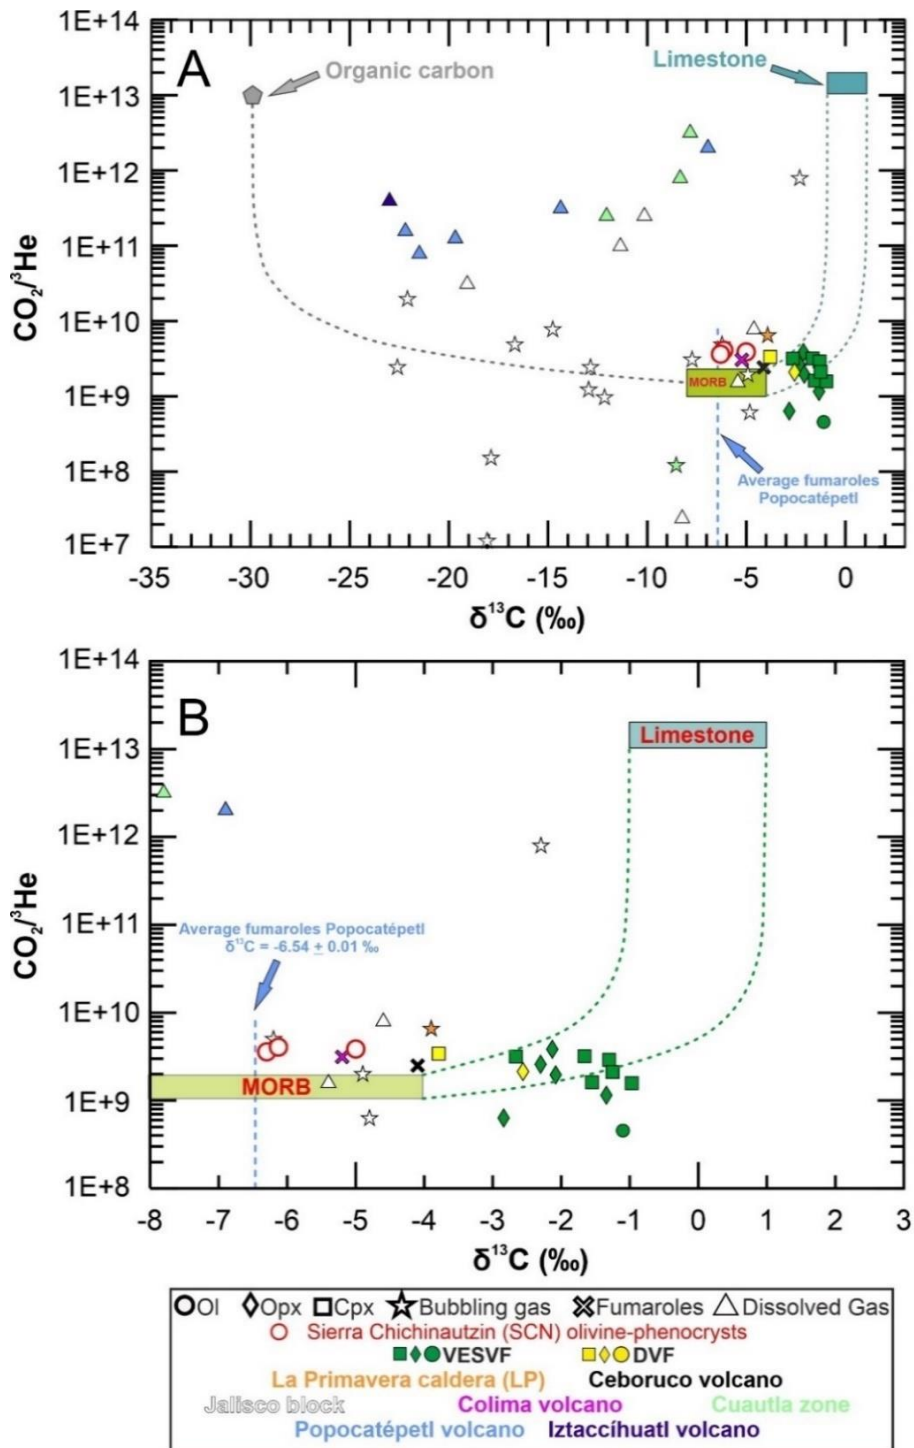 A
Organic carbon
Limestone
CO₂/³He
1E+14
1E+13
1E+12
1E+11
1E+10
1E+9
1E+8
1E+7
MORB
Average fumaroles
Popocatépetl
-35 -30 -25 -20 -15 -10 -5 0
δ¹³C (‰)
B
Limestone
CO₂/³He
1E+14
1E+13
1E+12
1E+11
1E+10
1E+9
1E+8
Average fumaroles Popocatépetl
δ¹³C = -6.54 ± 0.01 ‰
MORB
-8 -7 -6 -5 -4 -3 -2 -1 0 1 2 3
δ¹³C (‰)
Ol Opx Cpx Bubbling gas Fumaroles Dissolved Gas
Sierra Chichinautzin (SCN) olivine-phenocrysts
VESVF DVF
La Primavera caldera (LP) Ceboruco volcano
Jalisco block Colima volcano Cuautla zone
Popocatépetl volcano Iztaccíhuatl volcano